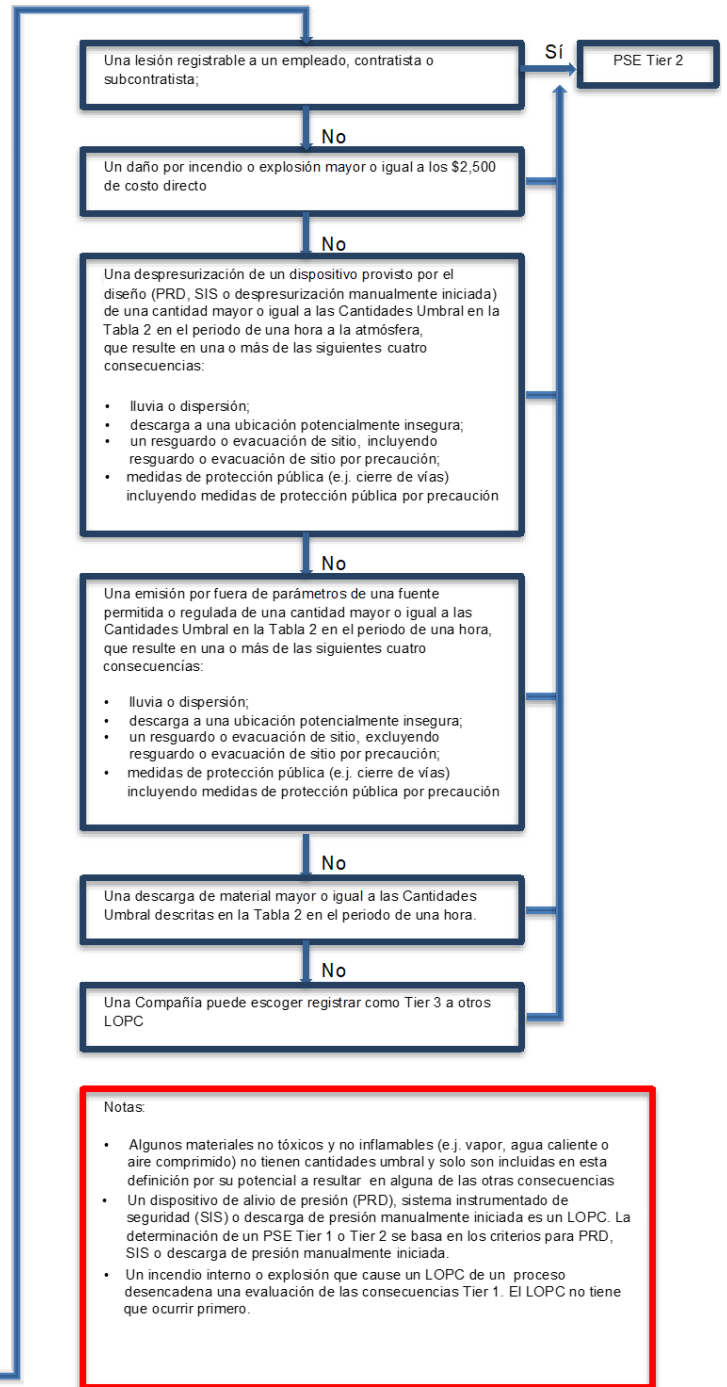 Una lesión registrable a un empleado, contratista o
subcontratista;
Sí
PSE Tier 2
No
Un daño por incendio o explosión mayor o igual a los $2,500
de costo directo
No
Una despresurización de un dispositivo provisto por el
diseño (PRD, SIS o despresurización manualmente iniciada)
de una cantidad mayor o igual a las Cantidades Umbral en la
Tabla 2 en el periodo de una hora a la atmósfera,
que resulte en una o más de las siguientes cuatro
consecuencias:
• lluvia o dispersión;
• descarga a una ubicación potencialmente insegura;
• un resguardo o evacuación de sitio, incluyendo
resguardo o evacuación de sitio por precaución;
• medidas de protección pública (e.j. cierre de vías)
incluyendo medidas de protección pública por precaución
No
Una emisión por fuera de parámetros de una fuente
permitida o regulada de una cantidad mayor o igual a las
Cantidades Umbral en la Tabla 2 en el periodo de una hora,
que resulte en una o más de las siguientes cuatro
consecuencías:
• lluvia o dispersión;
• descarga a una ubicación potencialmente insegura;
• un resguardo o evacuación de sitio, excluyendo
resguardo o evacuación de sitio por precaución;
• medidas de protección pública (e.j. cierre de vías)
incluyendo medidas de protección pública por precaución
No
Una descarga de material mayor o igual a las Cantidades
Umbral descritas en la Tabla 2 en el periodo de una hora.
No
Una Compañía puede escoger registrar como Tier 3 a otros
LOPC
Notas:
• Algunos materiales no tóxicos y no inflamables (e.j. vapor, agua caliente o
aire comprimido) no tienen cantidades umbral y solo son incluidas en esta
definición por su potencial a resultar en alguna de las otras consecuencias
• Un dispositivo de alivio de presión (PRD), sistema instrumentado de
seguridad (SIS) o descarga de presión manualmente iniciada es un LOPC. La
determinación de un PSE Tier 1 o Tier 2 se basa en los criterios para PRD,
SIS o descarga de presión manualmente iniciada.
• Un incendio interno o explosión que cause un LOPC de un proceso
desencadena una evaluación de las consecuencias Tier 1. El LOPC no tiene
que ocurrir primero.